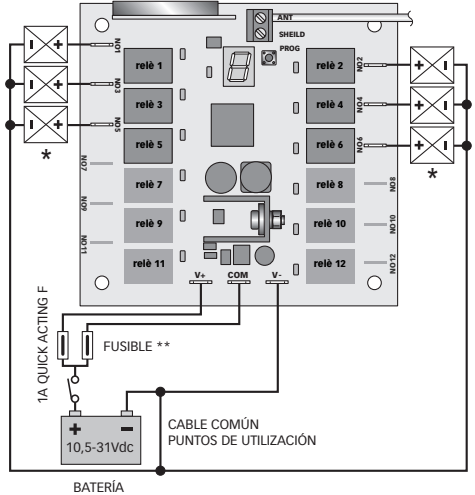 ANT
SHEILD
PROG
NO1
NO3
NO5
NO7
NO9
NO11
NO2
NO4
NO6
NO8
NO10
NO12
relè 1
relè 2
relè 3
relè 4
relè 5
relè 6
relè 7
relè 8
relè 9
relè 10
relè 11
relè 12
- +
- +
- +
*
- +
- +
- +
*
V+ COM V-
1A QUICK ACTING F
FUSIBLE **
+ -
10,5-31Vdc
CABLE COMÚN
PUNTOS DE UTILIZACIÓN
BATERÍA